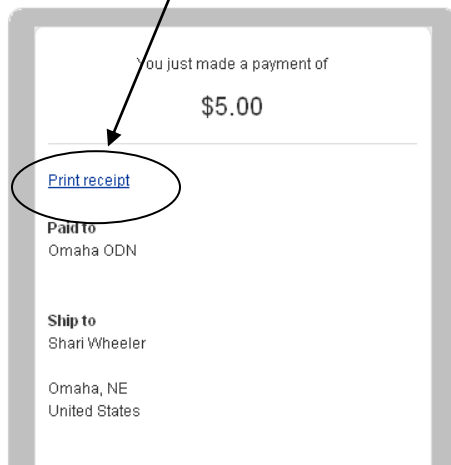 You just made a payment of
$5.00
Print receipt
Paid to
Omaha ODN
Ship to
Shari Wheeler
Omaha, NE
United States